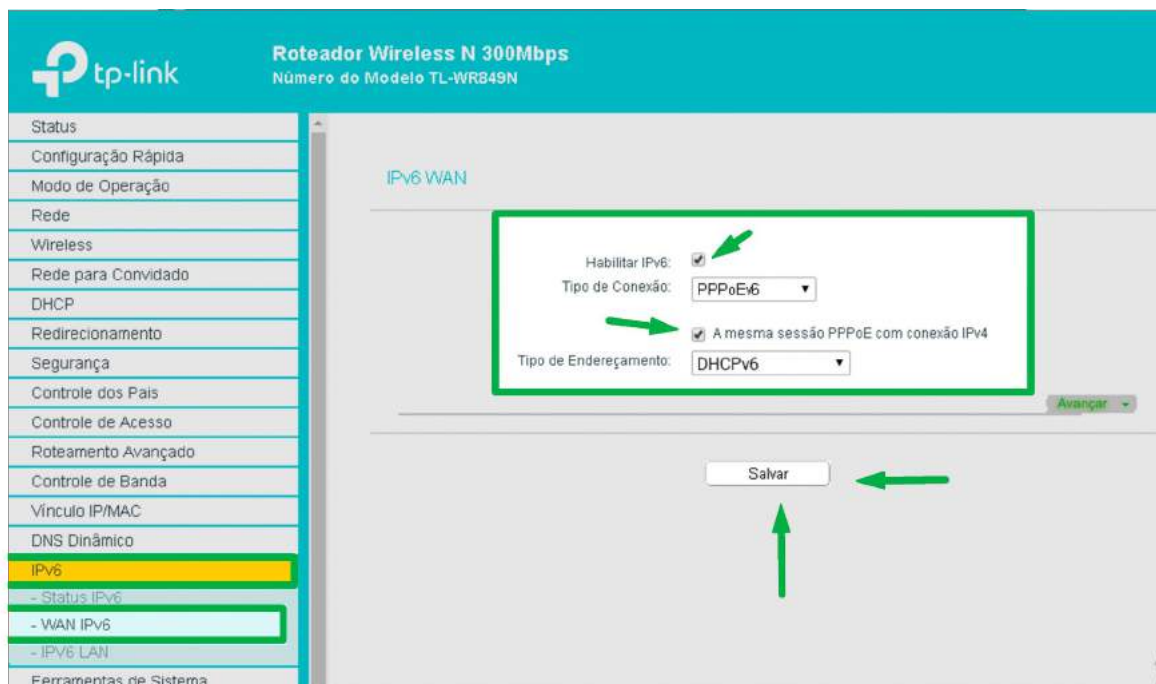 tp-link
Roteador Wireless N 300Mbps
Número do Modelo TL-WR849N
Status
Configuração Rápida
Modo de Operação
Rede
Wireless
Rede para Convidado
DHCP
Redirecionamento
Segurança
Controle dos Pais
Controle de Acesso
Roteamento Avançado
Controle de Banda
Vínculo IP/MAC
DNS Dinâmico
IPv6
- Status IPv6
- WAN IPv6
- IPV6 LAN
Ferramentas de Sistema
IPv6 WAN
Habilitar IPv6:
Tipo de Conexão: PPPoEv6
A mesma sessão PPPoE com conexão IPv4
Tipo de Endereçamento: DHCPv6
Avançar
Salvar